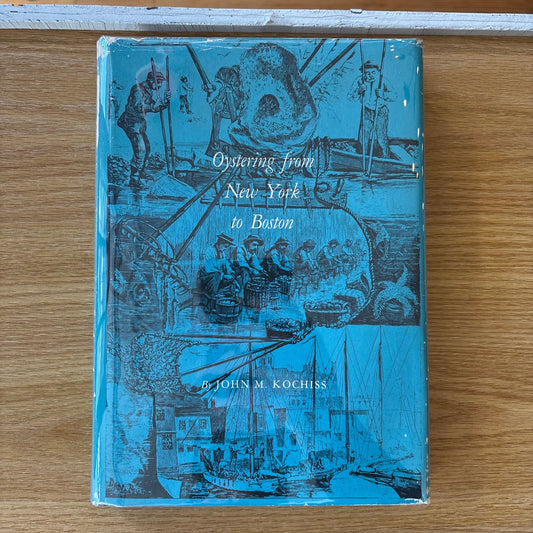 Oystering from
New York
to Boston
By JOHN M. KOCHISS